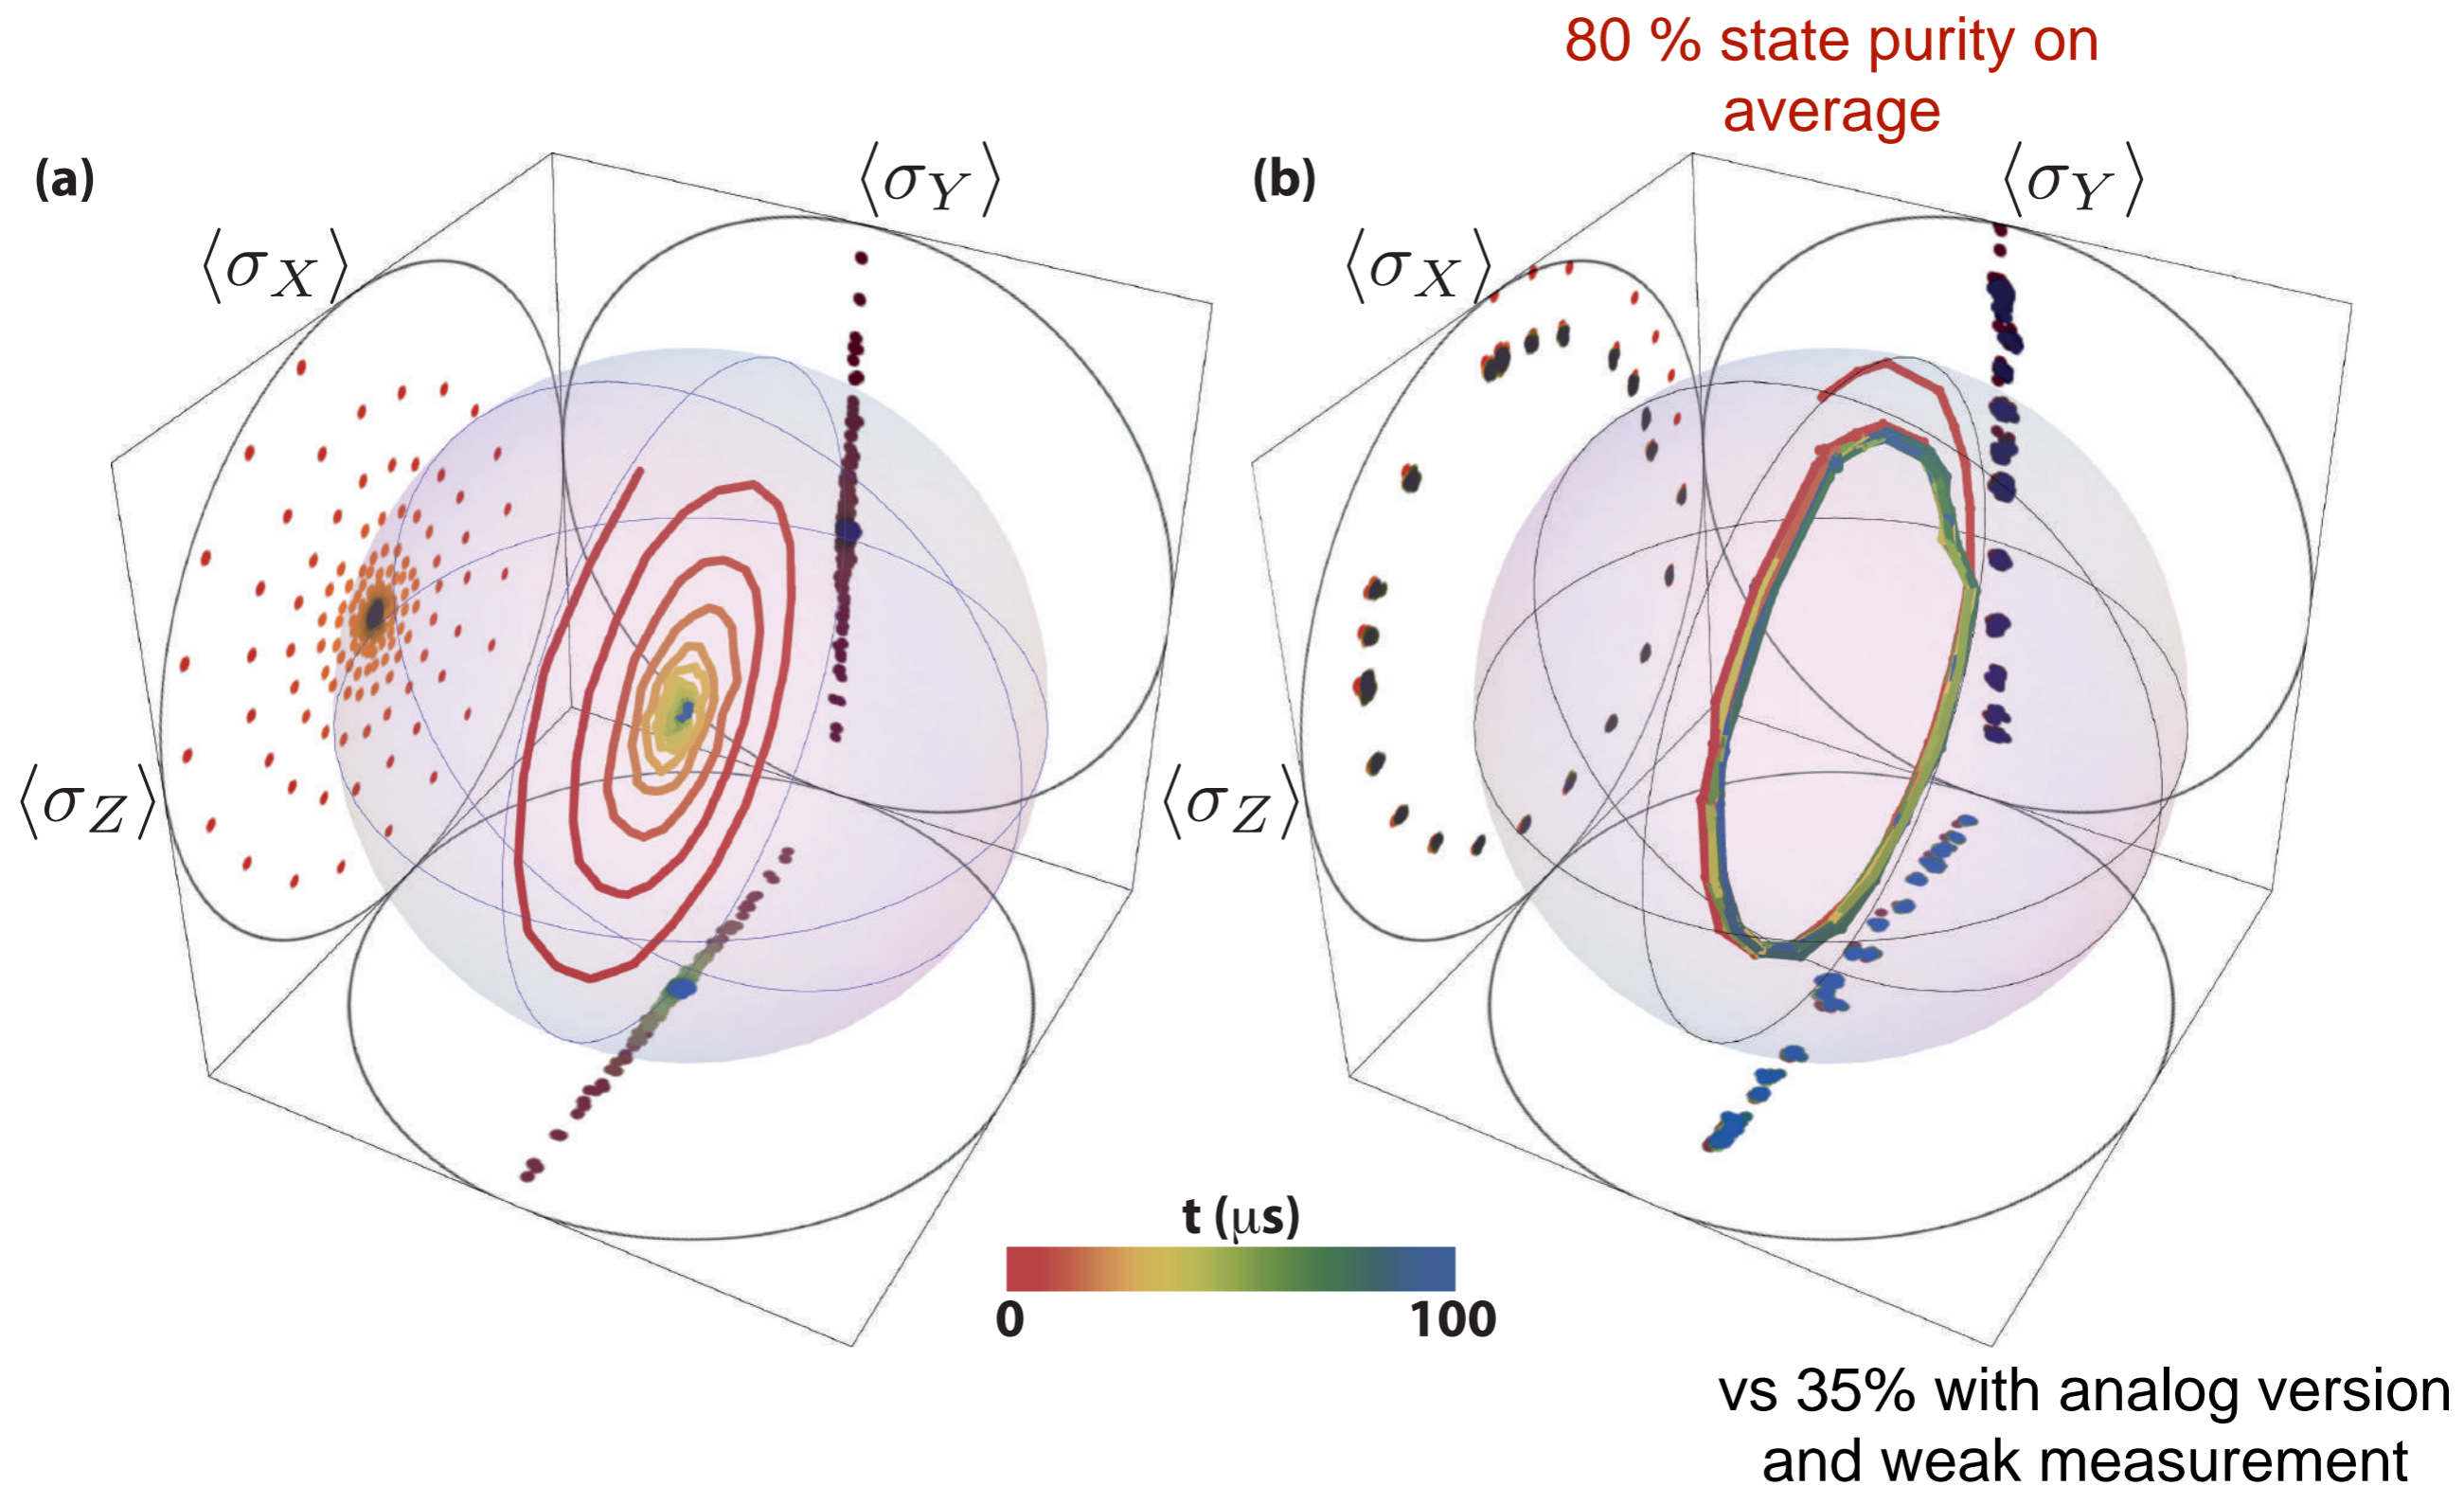 80 % state purity on
average
(a)
⟨σ_X⟩
⟨σ_Y⟩
⟨σ_Z⟩
(b)
⟨σ_X⟩
⟨σ_Y⟩
⟨σ_Z⟩
t (μs)
0 100
vs 35% with analog version
and weak measurement